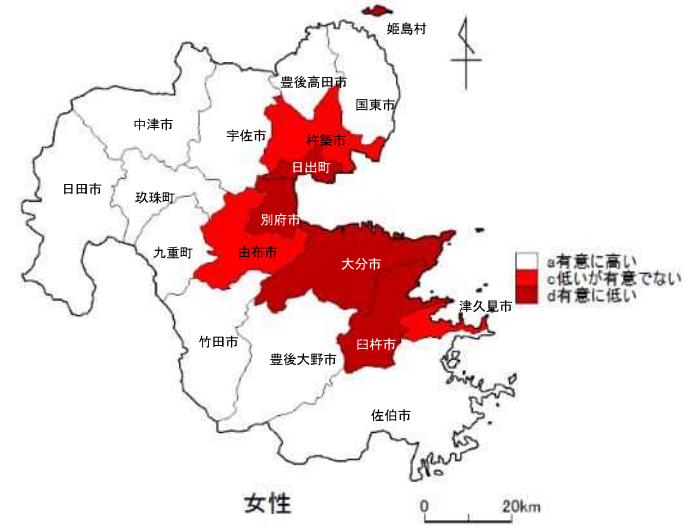 姫島村
豊後高田市
国東市
中津市
宇佐市
杵築市
日出町
日田市
玖珠町
別府市
九重町
由布市
大分市
a有意に高い
c低いが有意でない
d有意に低い
津久見市
竹田市
臼杵市
豊後大野市
佐伯市
女性
0 20km